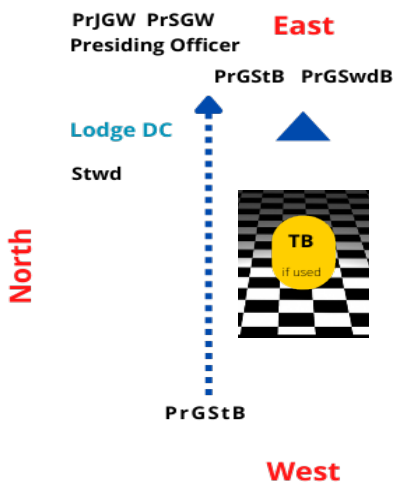 PrJGW PrSGW
East
Presiding Officer
PrGStB PrGSwdB
Lodge DC
Stwd
North
TB
if used
PrGStB
West